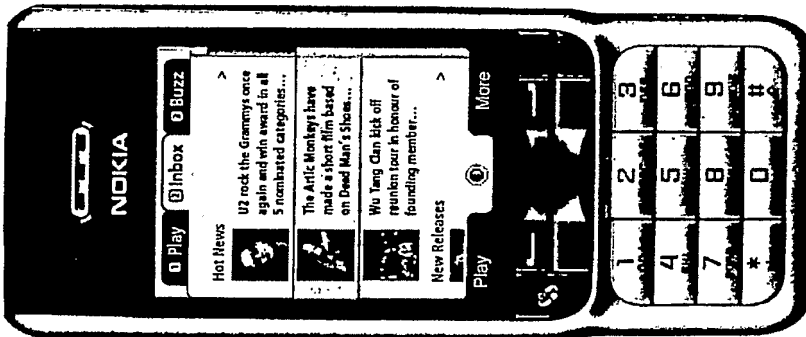 NOKIA
Play Inbox Buzz
Hot News >
U2 rock the Grammys once
again and win award in all
5 nominated categories...
The Artic Monkeys have
made a short film based
on Dead Man's Shoes...
Wu Tang Clan kick off
reunion tour in honour of
founding member...
New Releases >
Play More
1 2 3
4 5 6
7 8 9
* 0 #